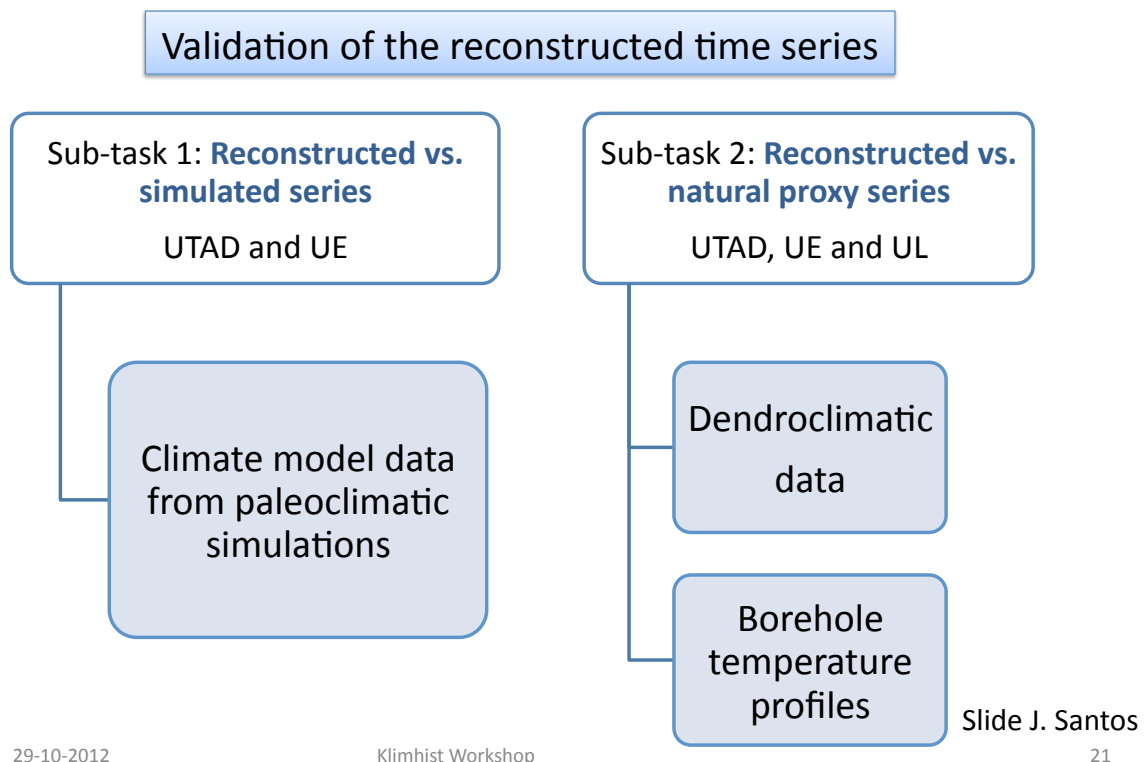 Validation of the reconstructed time series
Sub-task 1: Reconstructed vs.
simulated series
UTAD and UE
Climate model data
from paleoclimatic
simulations
Sub-task 2: Reconstructed vs.
natural proxy series
UTAD, UE and UL
Dendroclimatic
data
Borehole
temperature
profiles
Slide J. Santos
29-10-2012
Klimhist Workshop
21